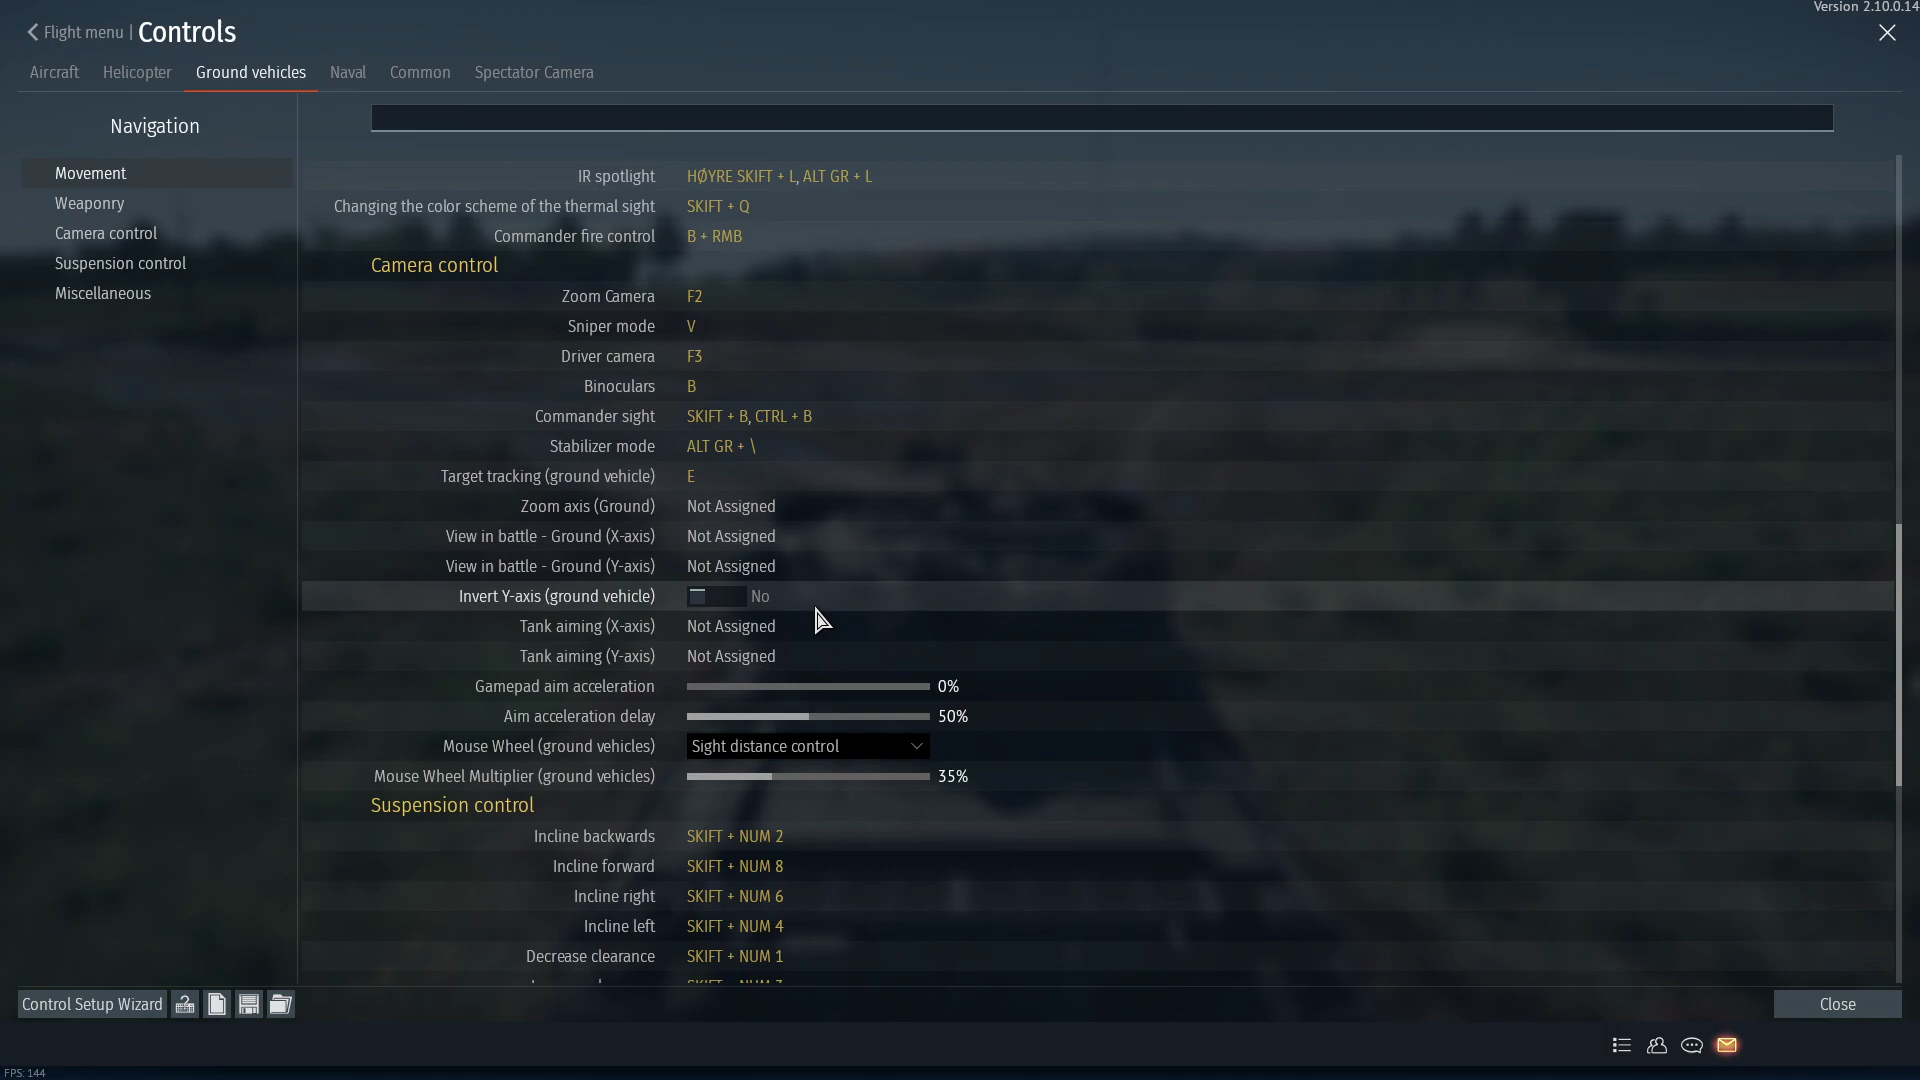 Version 2.10.0.14
Flight menu | Controls
Aircraft Helicopter Ground vehicles Naval Common Spectator Camera
Navigation
Movement
Weaponry
Camera control
Suspension control
Miscellaneous
IR spotlight HØYRE SKIFT + L, ALT GR + L
Changing the color scheme of the thermal sight SKIFT + Q
Commander fire control B + RMB
Camera control
Zoom Camera F2
Sniper mode V
Driver camera F3
Binoculars B
Commander sight SKIFT + B, CTRL + B
Stabilizer mode ALT GR + \
Target tracking (ground vehicle) E
Zoom axis (Ground) Not Assigned
View in battle - Ground (X-axis) Not Assigned
View in battle - Ground (Y-axis) Not Assigned
Invert Y-axis (ground vehicle) No
Tank aiming (X-axis) Not Assigned
Tank aiming (Y-axis) Not Assigned
Gamepad aim acceleration 0%
Aim acceleration delay 50%
Mouse Wheel (ground vehicles) Sight distance control
Mouse Wheel Multiplier (ground vehicles) 35%
Suspension control
Incline backwards SKIFT + NUM 2
Incline forward SKIFT + NUM 8
Incline right SKIFT + NUM 6
Incline left SKIFT + NUM 4
Decrease clearance SKIFT + NUM 1
Control Setup Wizard
Close
FPS: 144